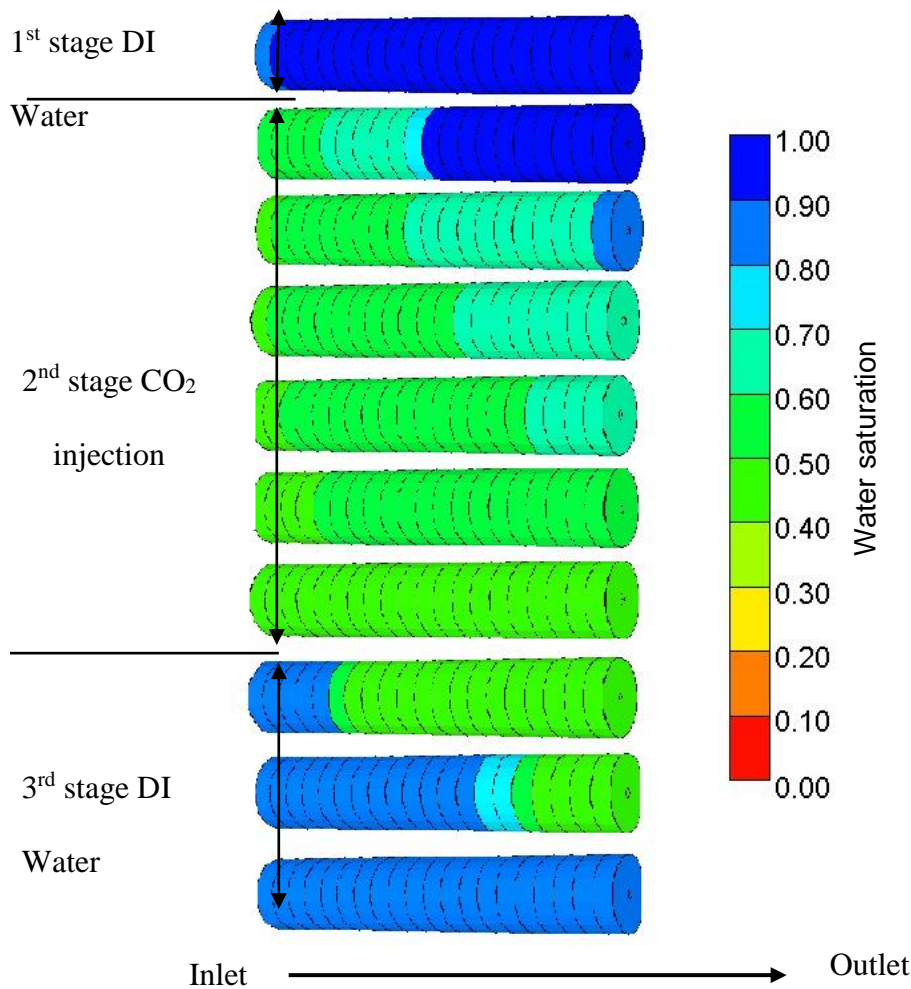 1st stage DI
Water
2nd stage CO2
injection
3rd stage DI
Water
1.00
0.90
0.80
0.70
0.60
0.50
0.40
0.30
0.20
0.10
0.00
Water saturation
Inlet
Outlet